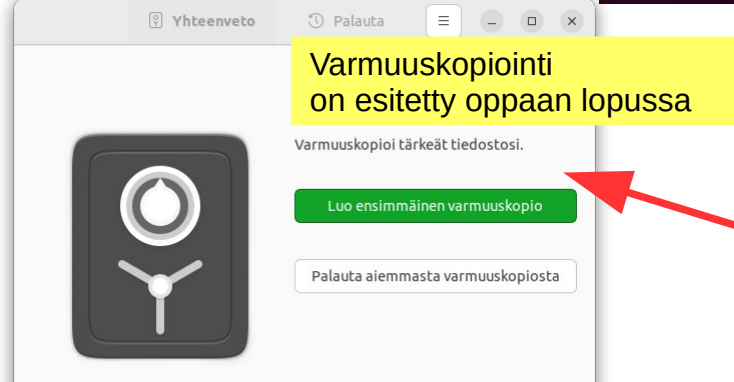 Yhteenveto
Palauta
Varmuuskopiointi
on esitetty oppaan lopussa
Varmuuskopioi tärkeät tiedostosi.
Luo ensimmäinen varmuuskopio
Palauta aiemmasta varmuuskopiosta